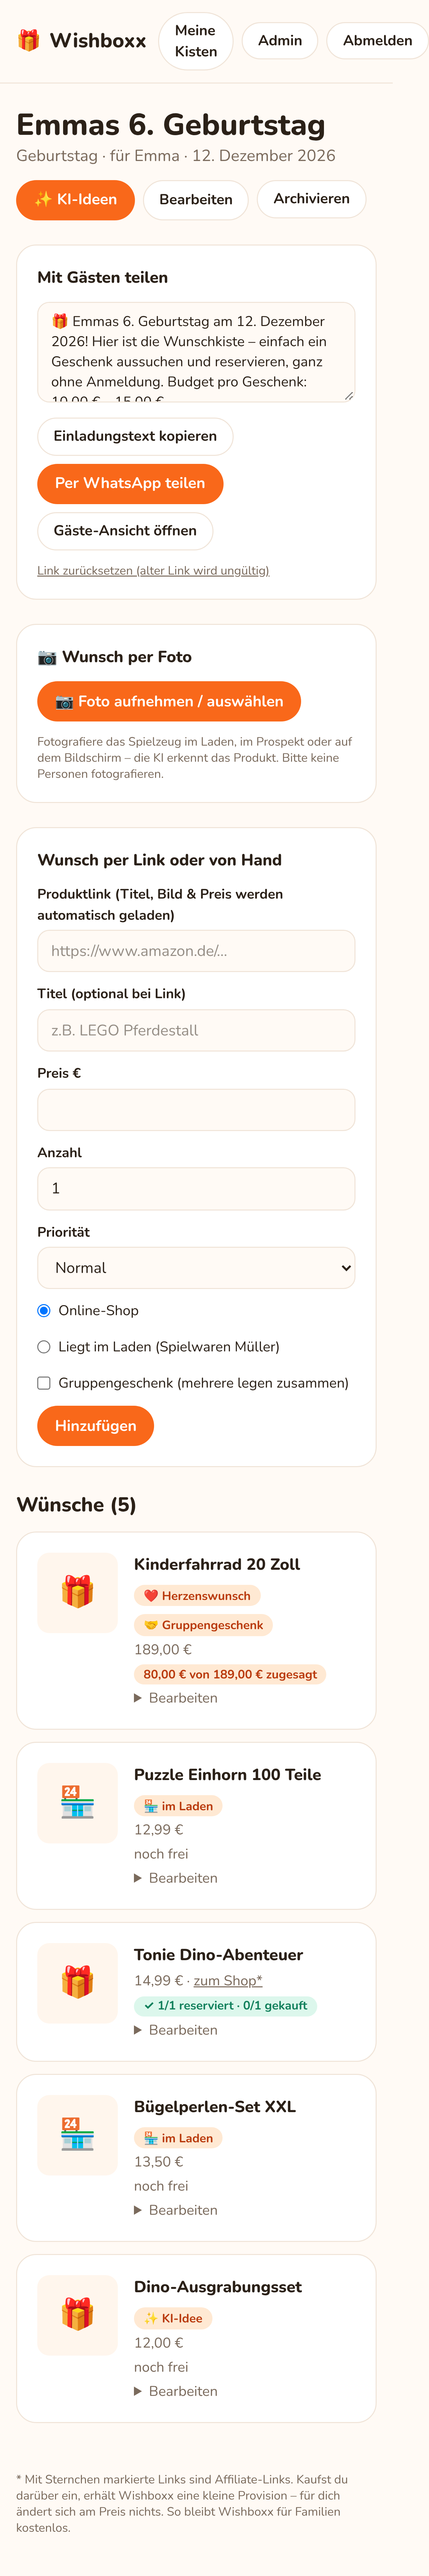 🎁 Wishboxx
Meine
Kisten
Admin
Abmelden
Emmas 6. Geburtstag
Geburtstag · für Emma · 12. Dezember 2026
✨ KI-Ideen
Bearbeiten
Archivieren
Mit Gästen teilen
🎁 Emmas 6. Geburtstag am 12. Dezember
2026! Hier ist die Wunschkiste – einfach ein
Geschenk aussuchen und reservieren, ganz
ohne Anmeldung. Budget pro Geschenk:
10,00 € – 15,00 €
Einladungstext kopieren
Per WhatsApp teilen
Gäste-Ansicht öffnen
Link zurücksetzen (alter Link wird ungültig)
📷 Wunsch per Foto
📷 Foto aufnehmen / auswählen
Fotografiere das Spielzeug im Laden, im Prospekt oder auf
dem Bildschirm – die KI erkennt das Produkt. Bitte keine
Personen fotografieren.
Wunsch per Link oder von Hand
Produktlink (Titel, Bild & Preis werden
automatisch geladen)
https://www.amazon.de/...
Titel (optional bei Link)
z.B. LEGO Pferdestall
Preis €
Anzahl
1
Priorität
Normal
Online-Shop
Liegt im Laden (Spielwaren Müller)
Gruppengeschenk (mehrere legen zusammen)
Hinzufügen
Wünsche (5)
Kinderfahrrad 20 Zoll
❤️ Herzenswunsch
🤝 Gruppengeschenk
189,00 €
80,00 € von 189,00 € zugesagt
▶ Bearbeiten
Puzzle Einhorn 100 Teile
🏪 im Laden
12,99 €
noch frei
▶ Bearbeiten
Tonie Dino-Abenteuer
14,99 € · zum Shop*
✓ 1/1 reserviert · 0/1 gekauft
▶ Bearbeiten
Bügelperlen-Set XXL
🏪 im Laden
13,50 €
noch frei
▶ Bearbeiten
Dino-Ausgrabungsset
✨ KI-Idee
12,00 €
noch frei
▶ Bearbeiten
* Mit Sternchen markierte Links sind Affiliate-Links. Kaufst du
darüber ein, erhält Wishboxx eine kleine Provision – für dich
ändert sich am Preis nichts. So bleibt Wishboxx für Familien
kostenlos.